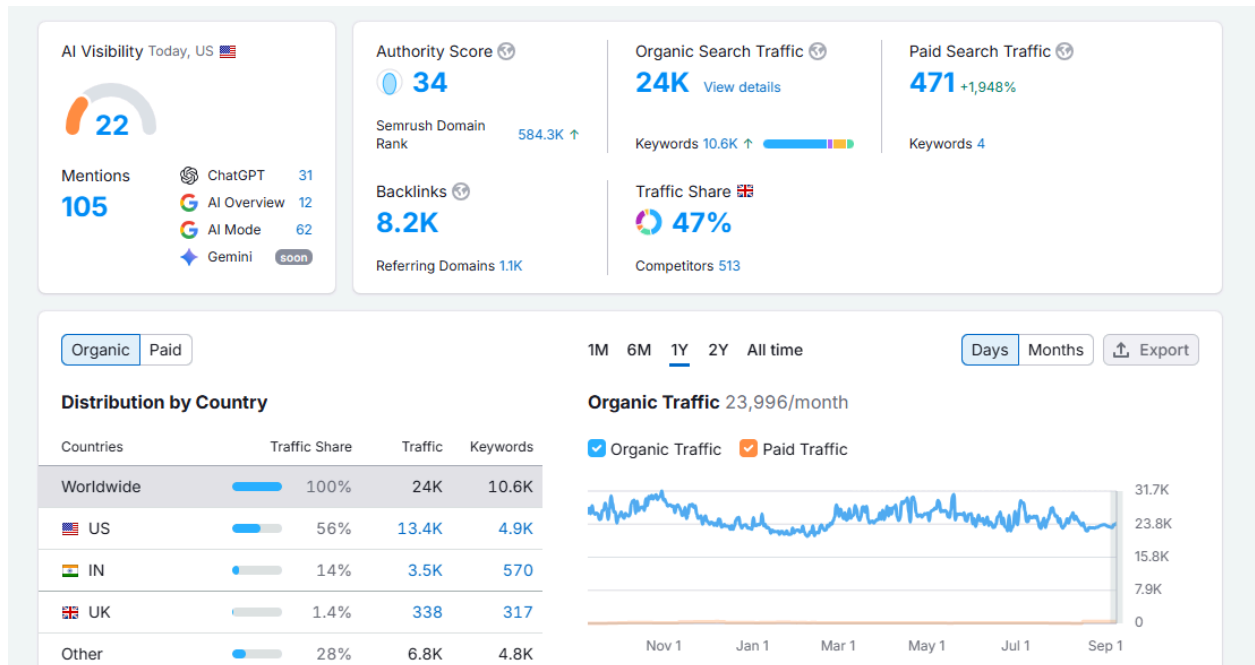 AI Visibility Today, US
22
Mentions
105
ChatGPT 31
AI Overview 12
AI Mode 62
Gemini soon
Authority Score
34
Semrush Domain Rank 584.3K ↑
Organic Search Traffic
24K View details
Keywords 10.6K ↑
Paid Search Traffic
471 +1,948%
Keywords 4
Backlinks
8.2K
Referring Domains 1.1K
Traffic Share
47%
Competitors 513
Organic Paid
Distribution by Country
Countries Traffic Share Traffic Keywords
Worldwide 100% 24K 10.6K
US 56% 13.4K 4.9K
IN 14% 3.5K 570
UK 1.4% 338 317
Other 28% 6.8K 4.8K
1M 6M 1Y 2Y All time
Days Months Export
Organic Traffic 23,996/month
Organic Traffic Paid Traffic
31.7K
23.8K
15.8K
7.9K
0
Nov 1 Jan 1 Mar 1 May 1 Jul 1 Sep 1